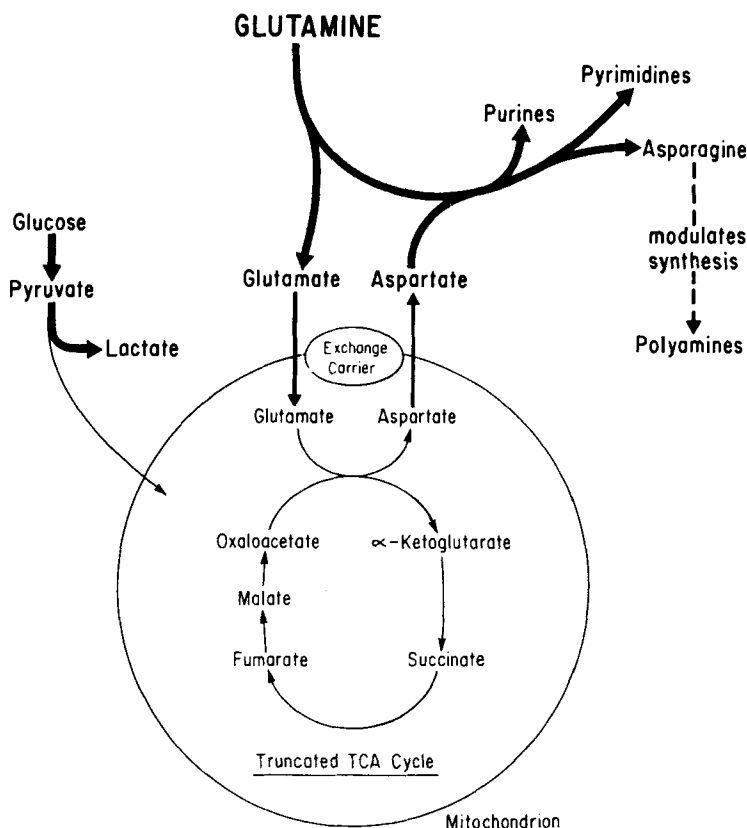 GLUTAMINE
Pyrimidines
Purines
Asparagine
Glucose
modulates
synthesis
Pyruvate
Glutamate
Aspartate
Lactate
Polyamines
Exchange
Carrier
Glutamate
Aspartate
Oxaloacetate
∝-Ketoglutarate
Malate
Fumarate
Succinate
Truncated TCA Cycle
Mitochondrion